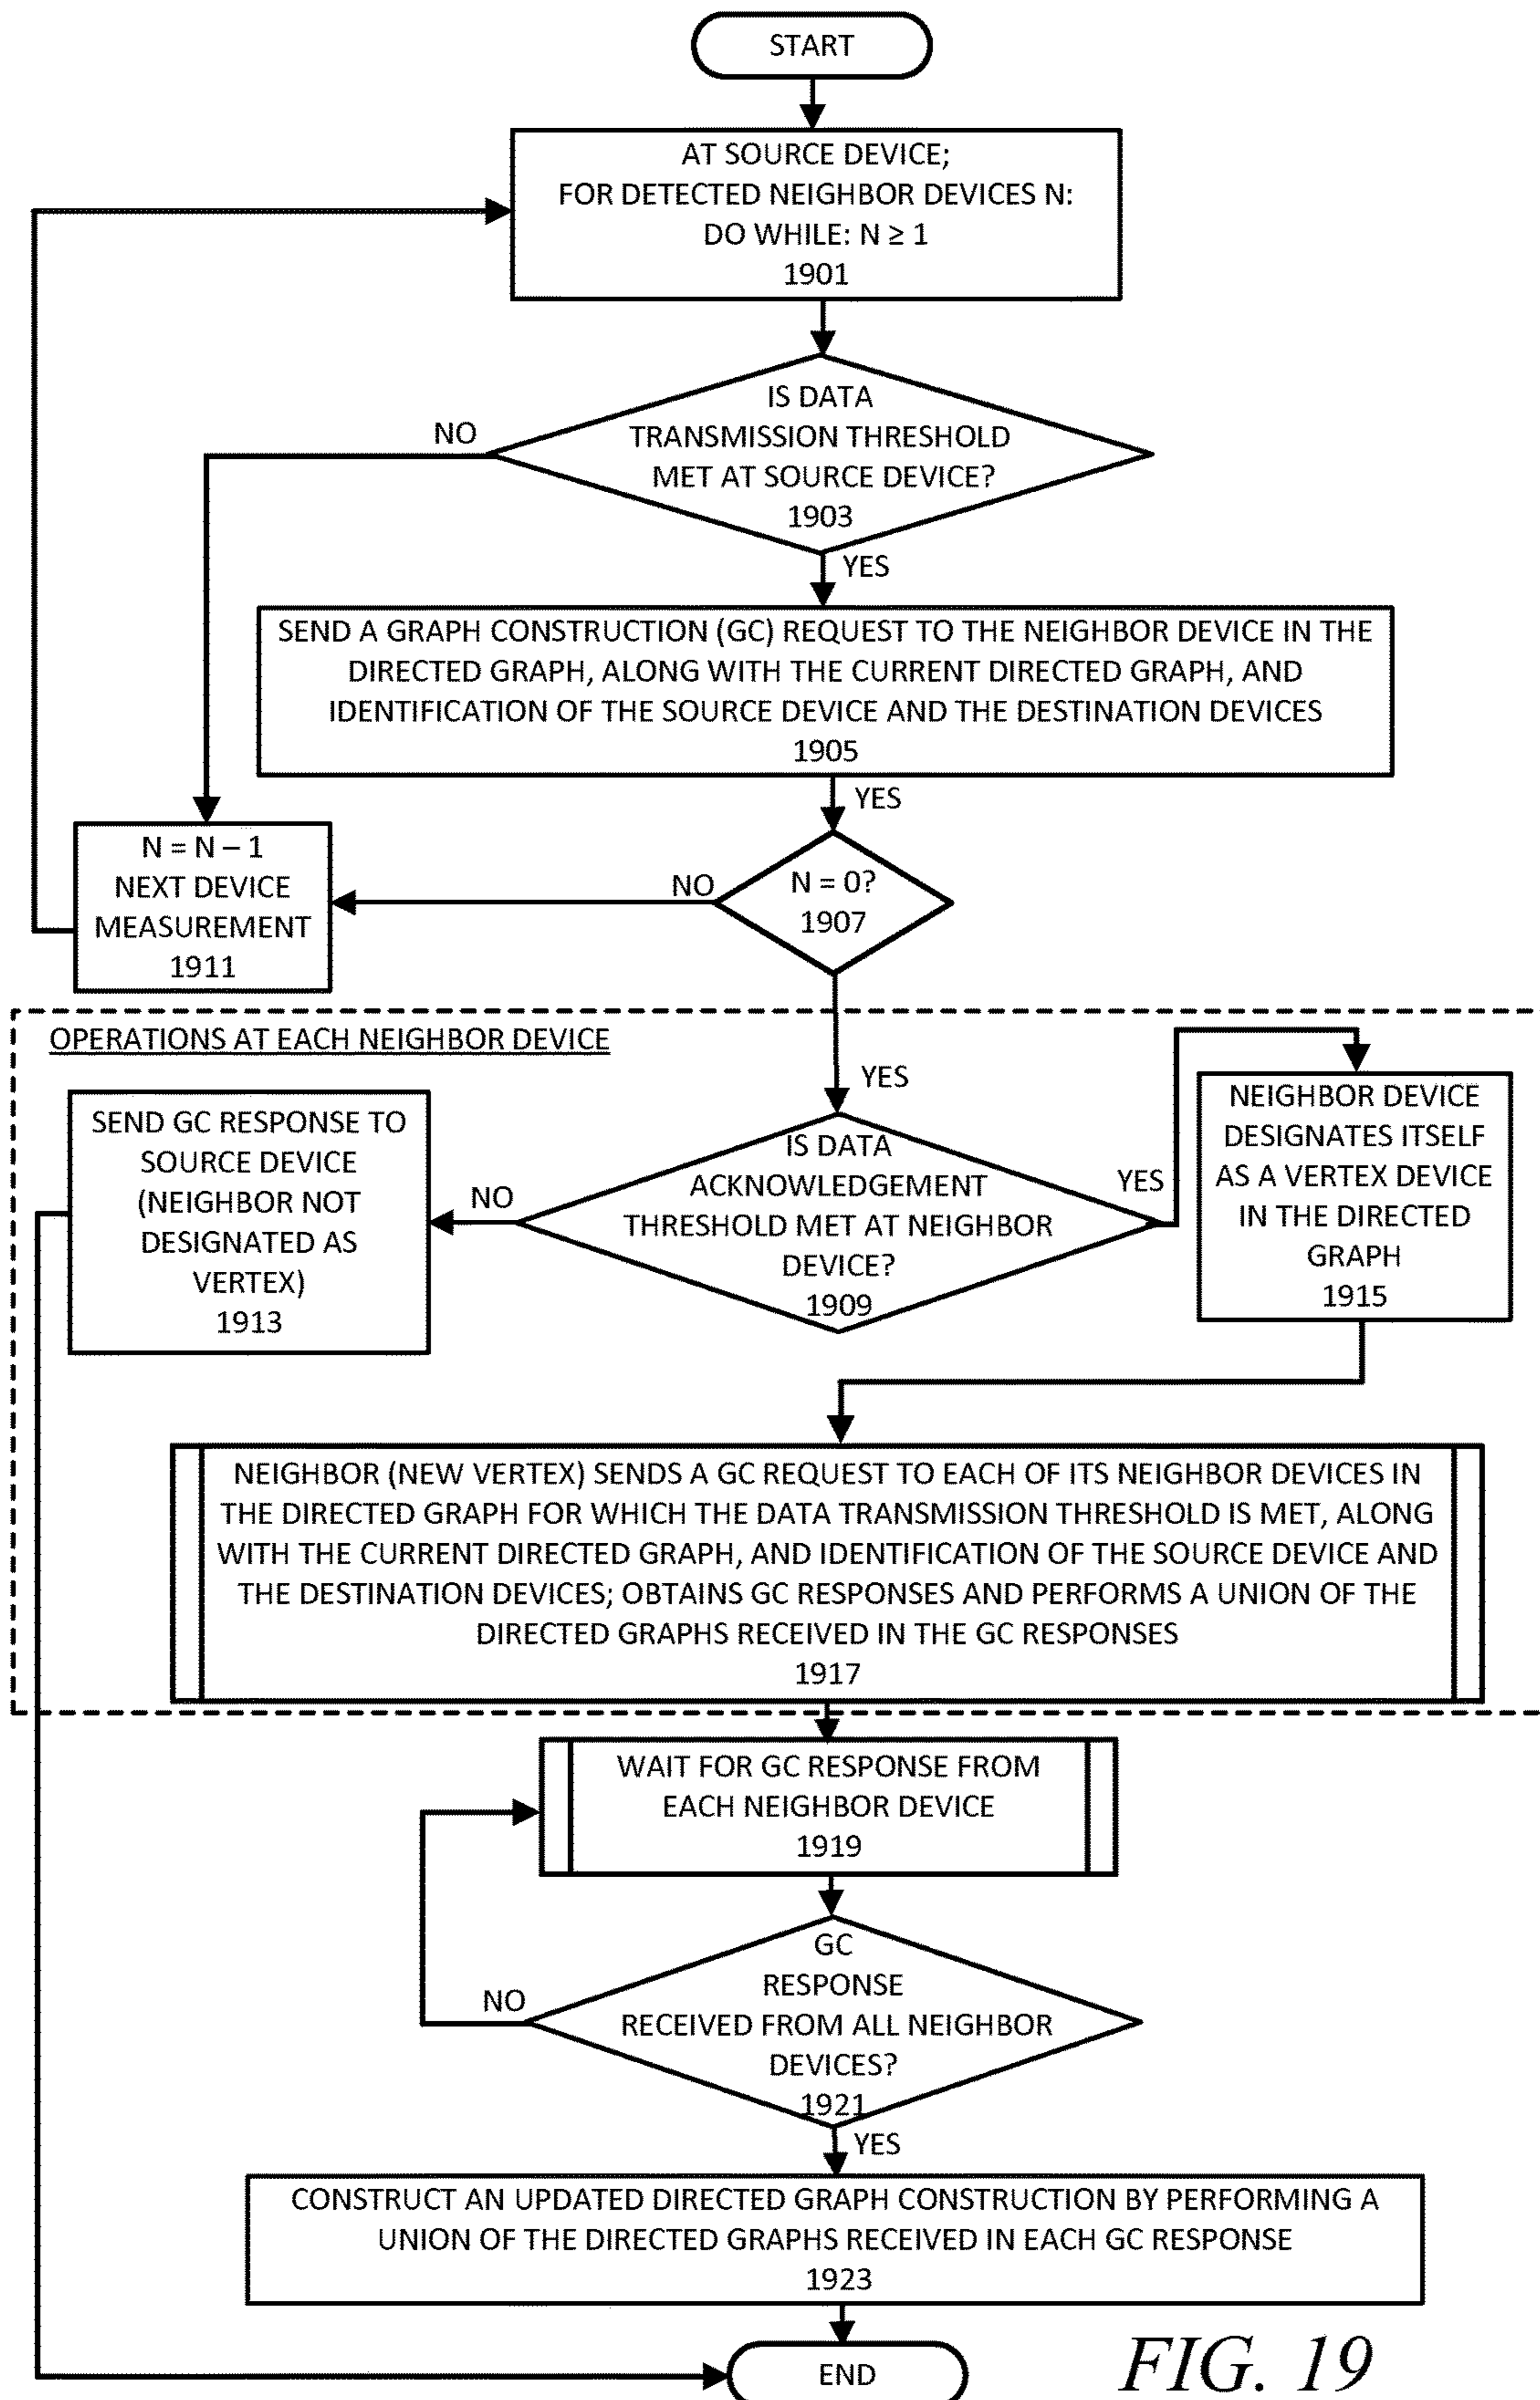 START
AT SOURCE DEVICE;
FOR DETECTED NEIGHBOR DEVICES N:
DO WHILE: N ≥ 1
1901
IS DATA
TRANSMISSION THRESHOLD
MET AT SOURCE DEVICE?
1903
NO
YES
SEND A GRAPH CONSTRUCTION (GC) REQUEST TO THE NEIGHBOR DEVICE IN THE
DIRECTED GRAPH, ALONG WITH THE CURRENT DIRECTED GRAPH, AND
IDENTIFICATION OF THE SOURCE DEVICE AND THE DESTINATION DEVICES
1905
YES
N = N – 1
NEXT DEVICE
MEASUREMENT
1911
NO
N = 0?
1907
OPERATIONS AT EACH NEIGHBOR DEVICE
YES
SEND GC RESPONSE TO
SOURCE DEVICE
(NEIGHBOR NOT
DESIGNATED AS
VERTEX)
1913
NO
IS DATA
ACKNOWLEDGEMENT
THRESHOLD MET AT NEIGHBOR
DEVICE?
1909
YES
NEIGHBOR DEVICE
DESIGNATES ITSELF
AS A VERTEX DEVICE
IN THE DIRECTED
GRAPH
1915
NEIGHBOR (NEW VERTEX) SENDS A GC REQUEST TO EACH OF ITS NEIGHBOR DEVICES IN
THE DIRECTED GRAPH FOR WHICH THE DATA TRANSMISSION THRESHOLD IS MET, ALONG
WITH THE CURRENT DIRECTED GRAPH, AND IDENTIFICATION OF THE SOURCE DEVICE AND
THE DESTINATION DEVICES; OBTAINS GC RESPONSES AND PERFORMS A UNION OF THE
DIRECTED GRAPHS RECEIVED IN THE GC RESPONSES
1917
WAIT FOR GC RESPONSE FROM
EACH NEIGHBOR DEVICE
1919
GC
RESPONSE
RECEIVED FROM ALL NEIGHBOR
DEVICES?
1921
NO
YES
CONSTRUCT AN UPDATED DIRECTED GRAPH CONSTRUCTION BY PERFORMING A
UNION OF THE DIRECTED GRAPHS RECEIVED IN EACH GC RESPONSE
1923
END
FIG. 19